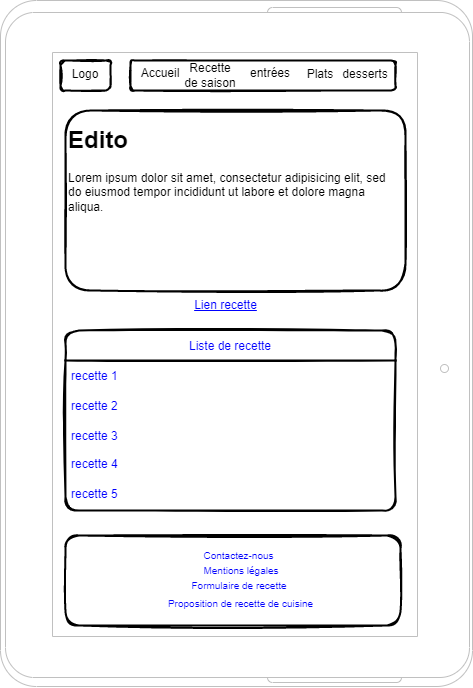 Logo
Accueil
Recette
de saison
entrées
Plats
desserts
Edito
Lorem ipsum dolor sit amet, consectetur adipisicing elit, sed
do eiusmod tempor incididunt ut labore et dolore magna
aliqua.
Lien recette
Liste de recette
recette 1
recette 2
recette 3
recette 4
recette 5
Contactez-nous
Mentions légales
Formulaire de recette
Proposition de recette de cuisine